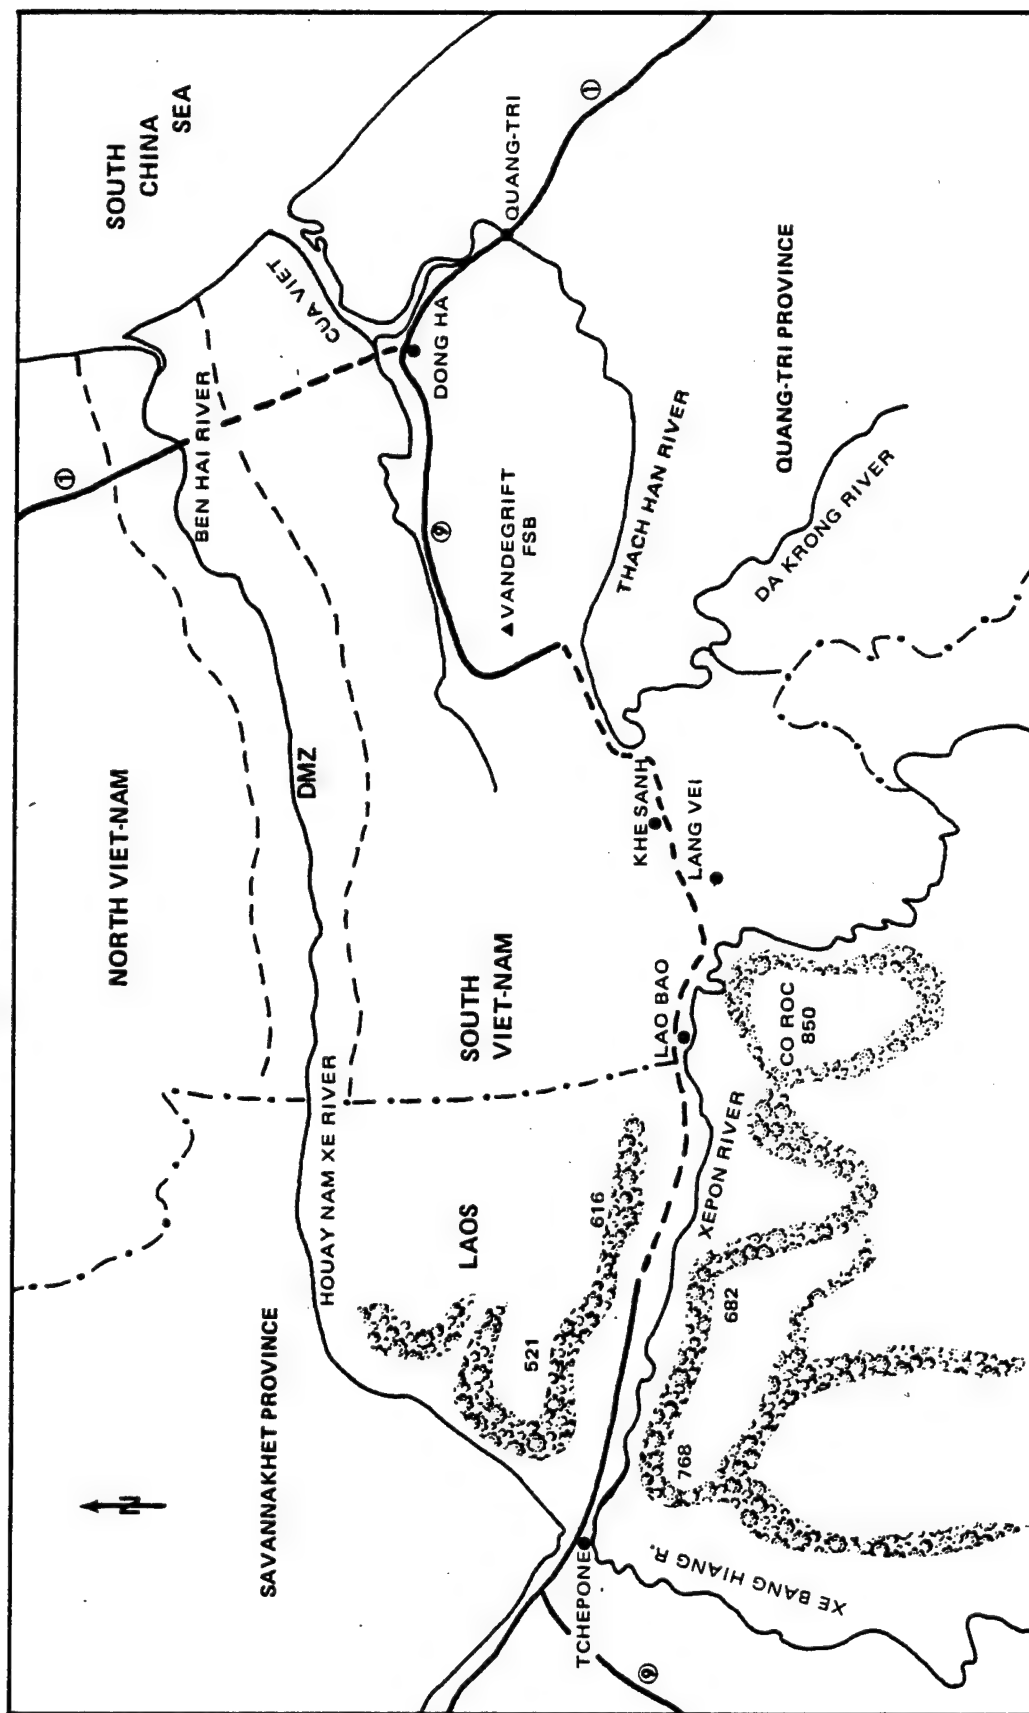 SOUTH
CHINA
SEA
NORTH VIET-NAM
SAVANNAKHET PROVINCE
N
①
BEN HAI RIVER
CUA VIET
DMZ
HOUAY NAM XE RIVER
DONG HA
QUANG-TRI
①
⑨
VANDEGRIFT
FSB
SOUTH
VIET-NAM
LAOS
521
616
THACH HAN RIVER
KHE SANH
LANG VEI
LAO BAO
XEPON RIVER
TCHEPONE
⑨
768
682
CO ROC
850
DA KRONG RIVER
QUANG-TRI PROVINCE
XE BANG HIANG R.